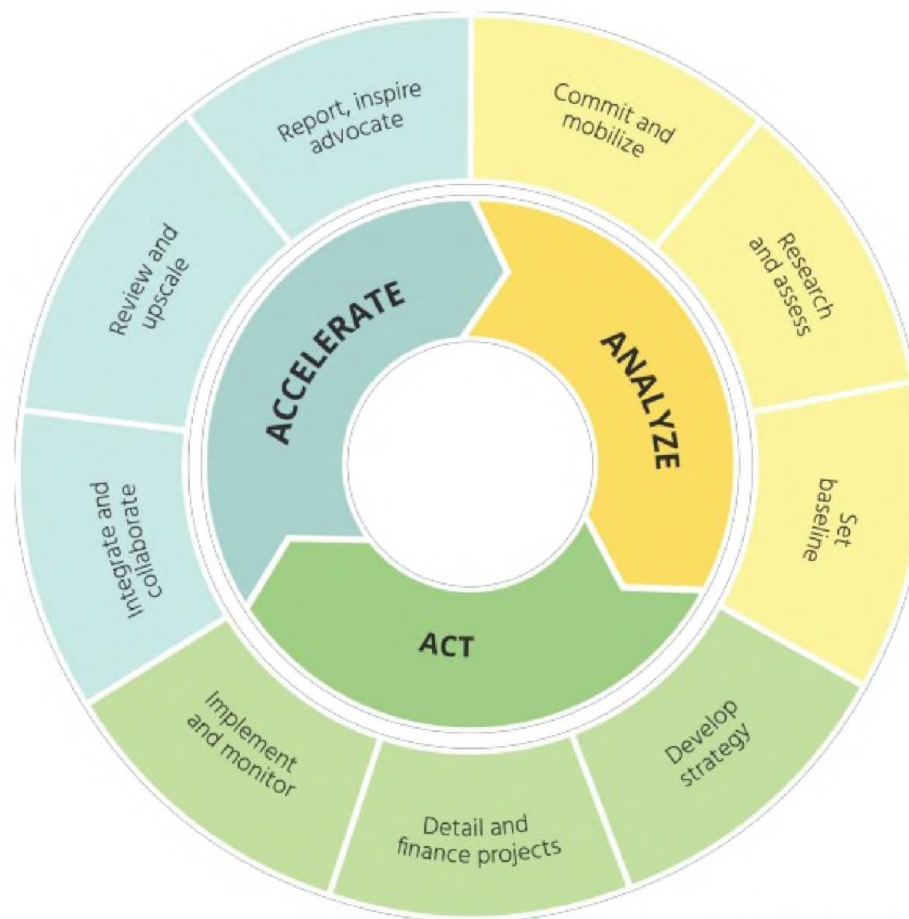 Commit and
mobilize
Research
and assess
Set
baseline
Develop
strategy
Detail and
finance projects
Implement
and monitor
Integrate and
collaborate
Review and
upscale
Report, inspire
advocate
ANALYZE
ACT
ACCELERATE